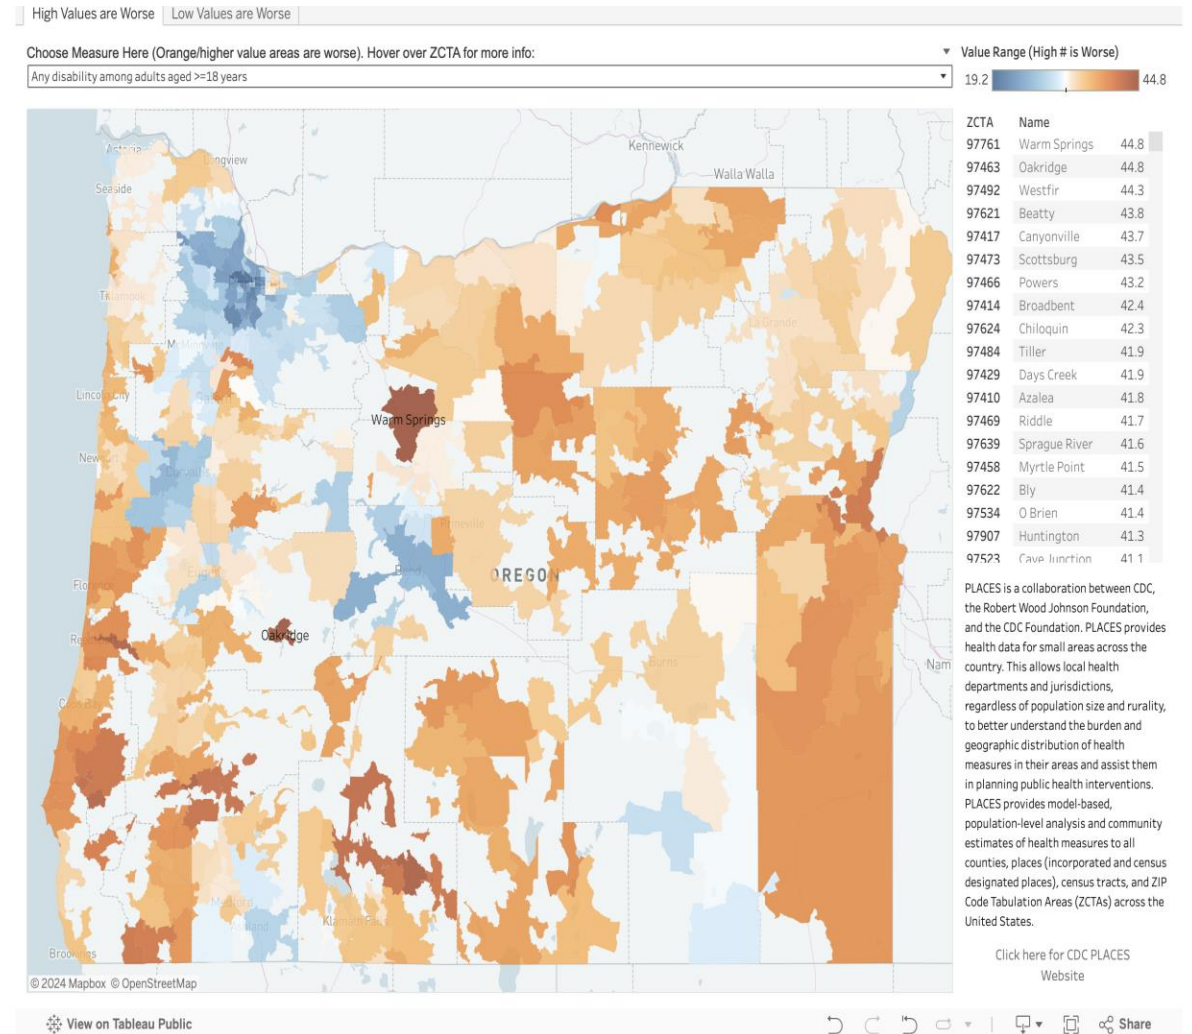 High Values are Worse
Low Values are Worse
Choose Measure Here (Orange/higher value areas are worse). Hover over ZCTA for more info:
Any disability among adults aged >=18 years
Value Range (High # is Worse)
19.2 44.8
ZCTA Name
97761 Warm Springs 44.8
97463 Oakridge 44.8
97492 Westfir 44.3
97621 Beatty 43.8
97417 Canyonville 43.7
97473 Scottsburg 43.5
97466 Powers 43.2
97414 Broadbent 42.4
97624 Chiloquin 42.3
97484 Tiller 41.9
97429 Days Creek 41.9
97410 Azalea 41.8
97469 Riddle 41.7
97639 Sprague River 41.6
97458 Myrtle Point 41.5
97622 Bly 41.4
97534 O Brien 41.4
97907 Huntington 41.3
97523 Cave Junction 41.1
PLACES is a collaboration between CDC,
the Robert Wood Johnson Foundation,
and the CDC Foundation. PLACES provides
health data for small areas across the
country. This allows local health
departments and jurisdictions,
regardless of population size and rurality,
to better understand the burden and
geographic distribution of health
measures in their areas and assist them
in planning public health interventions.
PLACES provides model-based,
population-level analysis and community
estimates of health measures to all
counties, places (incorporated and census
designated places), census tracts, and ZIP
Code Tabulation Areas (ZCTAs) across the
United States.
Click here for CDC PLACES
Website
Astoria
Longview
Kennewick
Walla Walla
Seaside
Tillamook
La Grande
McMinnville
Lincoln City
Salem
Warm Springs
Corvallis
Prineville
OREGON
Bend
Eugene
Florence
Oakridge
Burns
Nam
Coos Bay
Medford
Ashland
Klamath Falls
Brookings
© 2024 Mapbox © OpenStreetMap
View on Tableau Public
Share